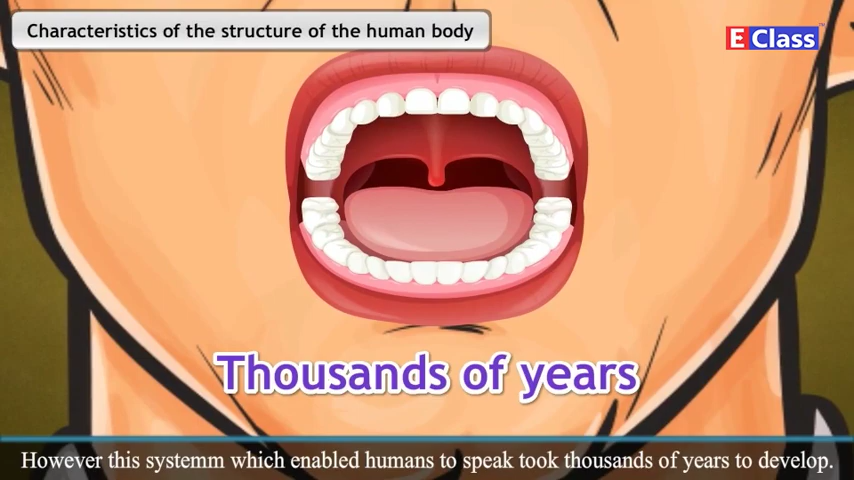 Characteristics of the structure of the human body
E Class™
Thousands of years
However this systemm which enabled humans to speak took thousands of years to develop.